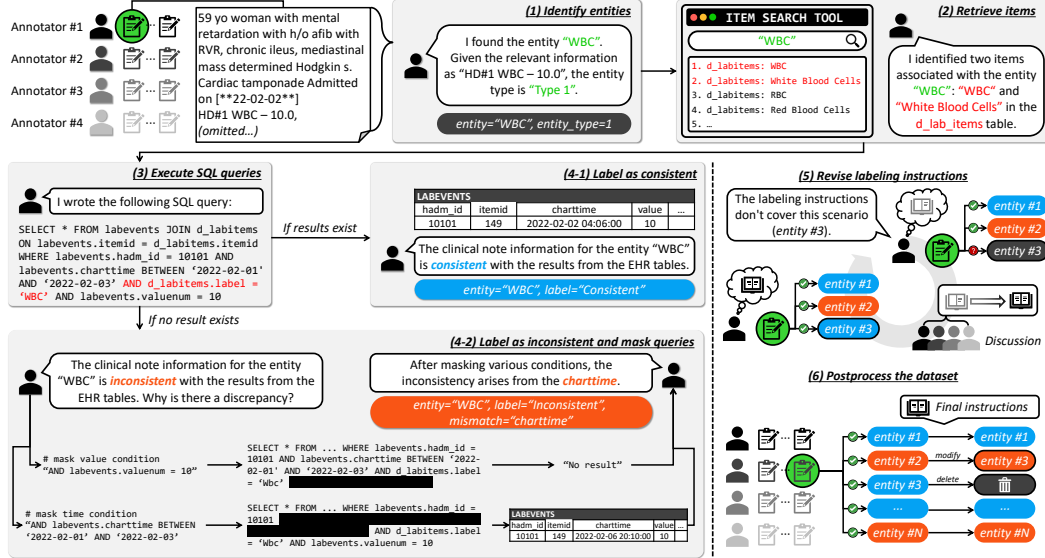 Annotator #1
Annotator #2
Annotator #3
Annotator #4
59 yo woman with mental
retardation with h/o afib with
RVR, chronic ileus, mediastinal
mass determined Hodgkin s.
Cardiac tamponade Admitted
on [**22-02-02**]
HD#1 WBC – 10.0,
(omitted…)
(1) Identify entities
I found the entity “WBC”.
Given the relevant information
as “HD#1 WBC – 10.0”, the entity
type is “Type 1”.
entity=“WBC”, entity_type=1
(2) Retrieve items
ITEM SEARCH TOOL
“WBC”
1. d_labitems: WBC
2. d_labitems: White Blood Cells
3. d_labitems: RBC
4. d_labitems: Red Blood Cells
5. …
I identified two items
associated with the entity
“WBC”: “WBC” and
“White Blood Cells” in the
d_lab_items table.
(3) Execute SQL queries
I wrote the following SQL query:
SELECT * FROM labevents JOIN d_labitems
ON labevents.itemid = d_labitems.itemid
WHERE labevents.hadm_id = 10101 AND
labevents.charttime BETWEEN ‘2022-02-01'
AND ‘2022-02-03’ AND d_labitems.label =
‘WBC’ AND labevents.valuenum = 10
If results exist
If no result exists
(4-1) Label as consistent
LABEVENTS
hadm_id itemid charttime value …
10101 149 2022-02-02 04:06:00 10
The clinical note information for the entity “WBC”
is consistent with the results from the EHR tables.
entity=“WBC”, label=“Consistent”
(4-2) Label as inconsistent and mask queries
The clinical note information for the entity
“WBC” is inconsistent with the results from the
EHR tables. Why is there a discrepancy?
After masking various conditions, the
inconsistency arises from the charttime.
entity=“WBC”, label=“Inconsistent”,
mismatch=“charttime”
# mask value condition
“AND labevents.valuenum = 10”
SELECT * FROM ... WHERE labevents.hadm_id =
10101 AND labevents.charttime BETWEEN ‘2022-
02-01' AND ‘2022-02-03’ AND d_labitems.label
= ‘Wbc’
“No result”
# mask time condition
“AND labevents.charttime BETWEEN
‘2022-02-01’ AND ‘2022-02-03’
SELECT * FROM ... WHERE labevents.hadm_id =
10101
AND d_labitems.label
= ‘Wbc’ AND labevents.valuenum = 10
LABEVENTS
hadm_id itemid charttime value …
10101 149 2022-02-06 20:10:00 10
(5) Revise labeling instructions
The labeling instructions
don't cover this scenario
(entity #3).
entity #1
entity #2
entity #3
entity #1
entity #2
entity #3
Discussion
(6) Postprocess the dataset
Final instructions
entity #1 entity #1
entity #2 modify entity #3
entity #3 delete
… …
entity #N entity #N